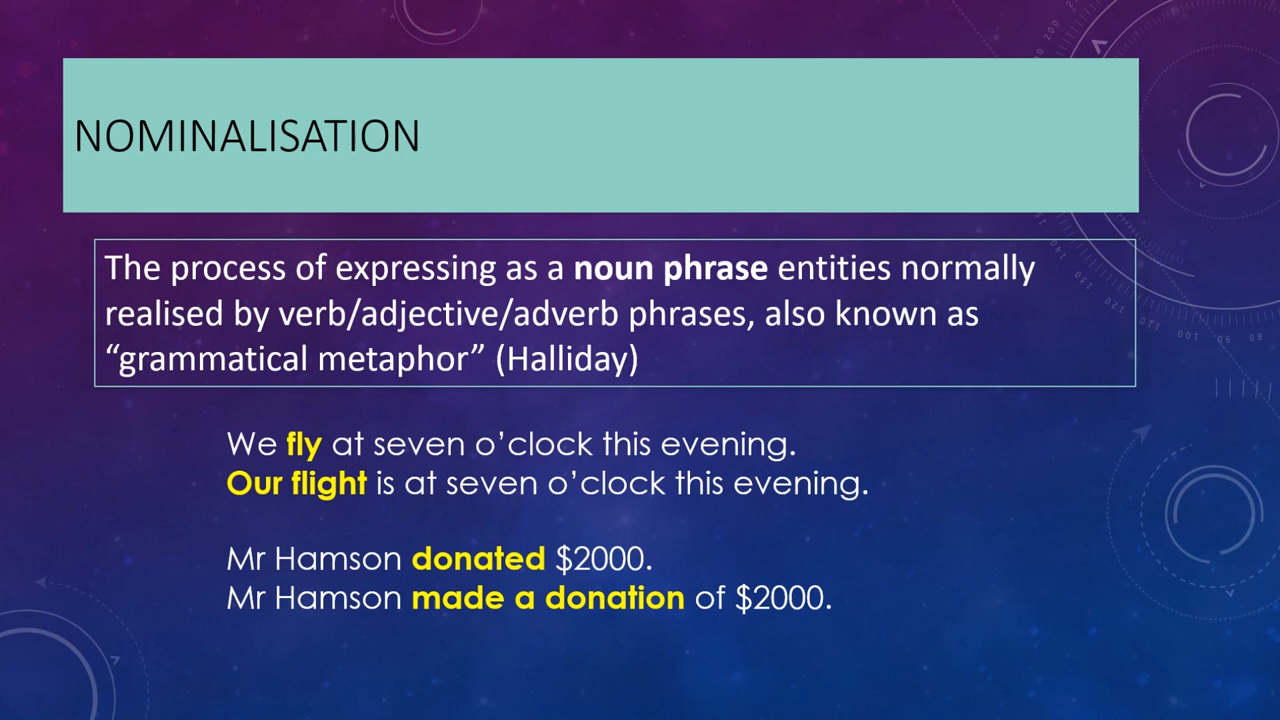 NOMINALISATION
The process of expressing as a noun phrase entities normally
realised by verb/adjective/adverb phrases, also known as
“grammatical metaphor” (Halliday)
We fly at seven o’clock this evening.
Our flight is at seven o’clock this evening.
Mr Hamson donated $2000.
Mr Hamson made a donation of $2000.